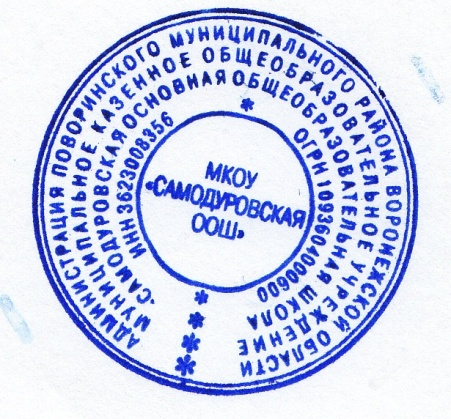 АДМИНИСТРАЦИЯ ПОВОРИНСКОГО МУНИЦИПАЛЬНОГО РАЙОНА ВОРОНЕЖСКОЙ ОБЛАСТИ
МУНИЦИПАЛЬНОЕ КАЗЕННОЕ ОБЩЕОБРАЗОВАТЕЛЬНОЕ УЧРЕЖДЕНИЕ
«САМОДУРОВСКАЯ ОСНОВНАЯ ОБЩЕОБРАЗОВАТЕЛЬНАЯ ШКОЛА
ИНН 3623008356 * ОГРН 1093604000600
МКОУ
«САМОДУРОВСКАЯ
ООШ»